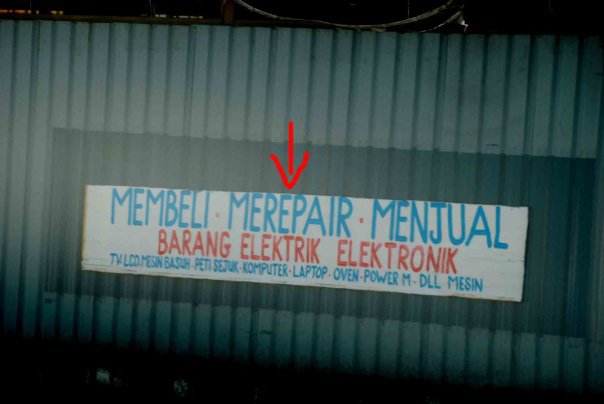 MEMBELI · MEREPAIR · MENJUAL
BARANG ELEKTRIK ELEKTRONIK
TV. LCD. MESIN BASUH · PETI SEJUK · KOMPUTER · LAPTOP · OVEN · POWER M · DLL MESIN